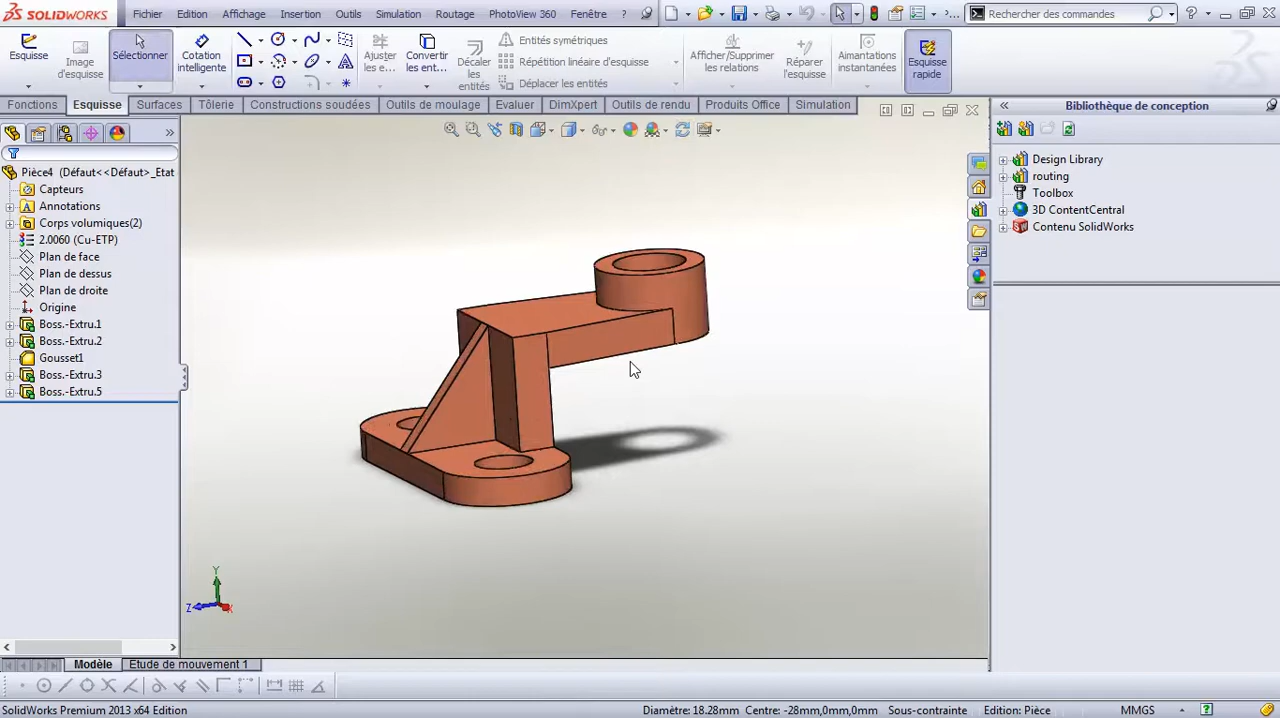 SOLIDWORKS
Fichier Edition Affichage Insertion Outils Simulation Routage PhotoView 360 Fenêtre ?
Rechercher des commandes
Esquisse
Image d'esquisse
Sélectionner
Cotation intelligente
Ajuster les e...
Convertir les ent...
Décaler les entités
Entités symétriques
Répétition linéaire d'esquisse
Déplacer les entités
Afficher/Supprimer les relations
Réparer l'esquisse
Aimantations instantanées
Esquisse rapide
Fonctions Esquisse Surfaces Tôlerie Constructions soudées Outils de moulage Evaluer DimXpert Outils de rendu Produits Office Simulation
Pièce4 (Défaut<<Défaut>_Etat
Capteurs
Annotations
Corps volumiques(2)
2.0060 (Cu-ETP)
Plan de face
Plan de dessus
Plan de droite
Origine
Boss.-Extru.1
Boss.-Extru.2
Gousset1
Boss.-Extru.3
Boss.-Extru.5
Y
Z
X
Bibliothèque de conception
Design Library
routing
Toolbox
3D ContentCentral
Contenu SolidWorks
Modèle Etude de mouvement 1
SolidWorks Premium 2013 x64 Edition
Diamètre: 18.28mm Centre: -28mm,0mm,0mm Sous-contrainte Edition: Pièce MMGS